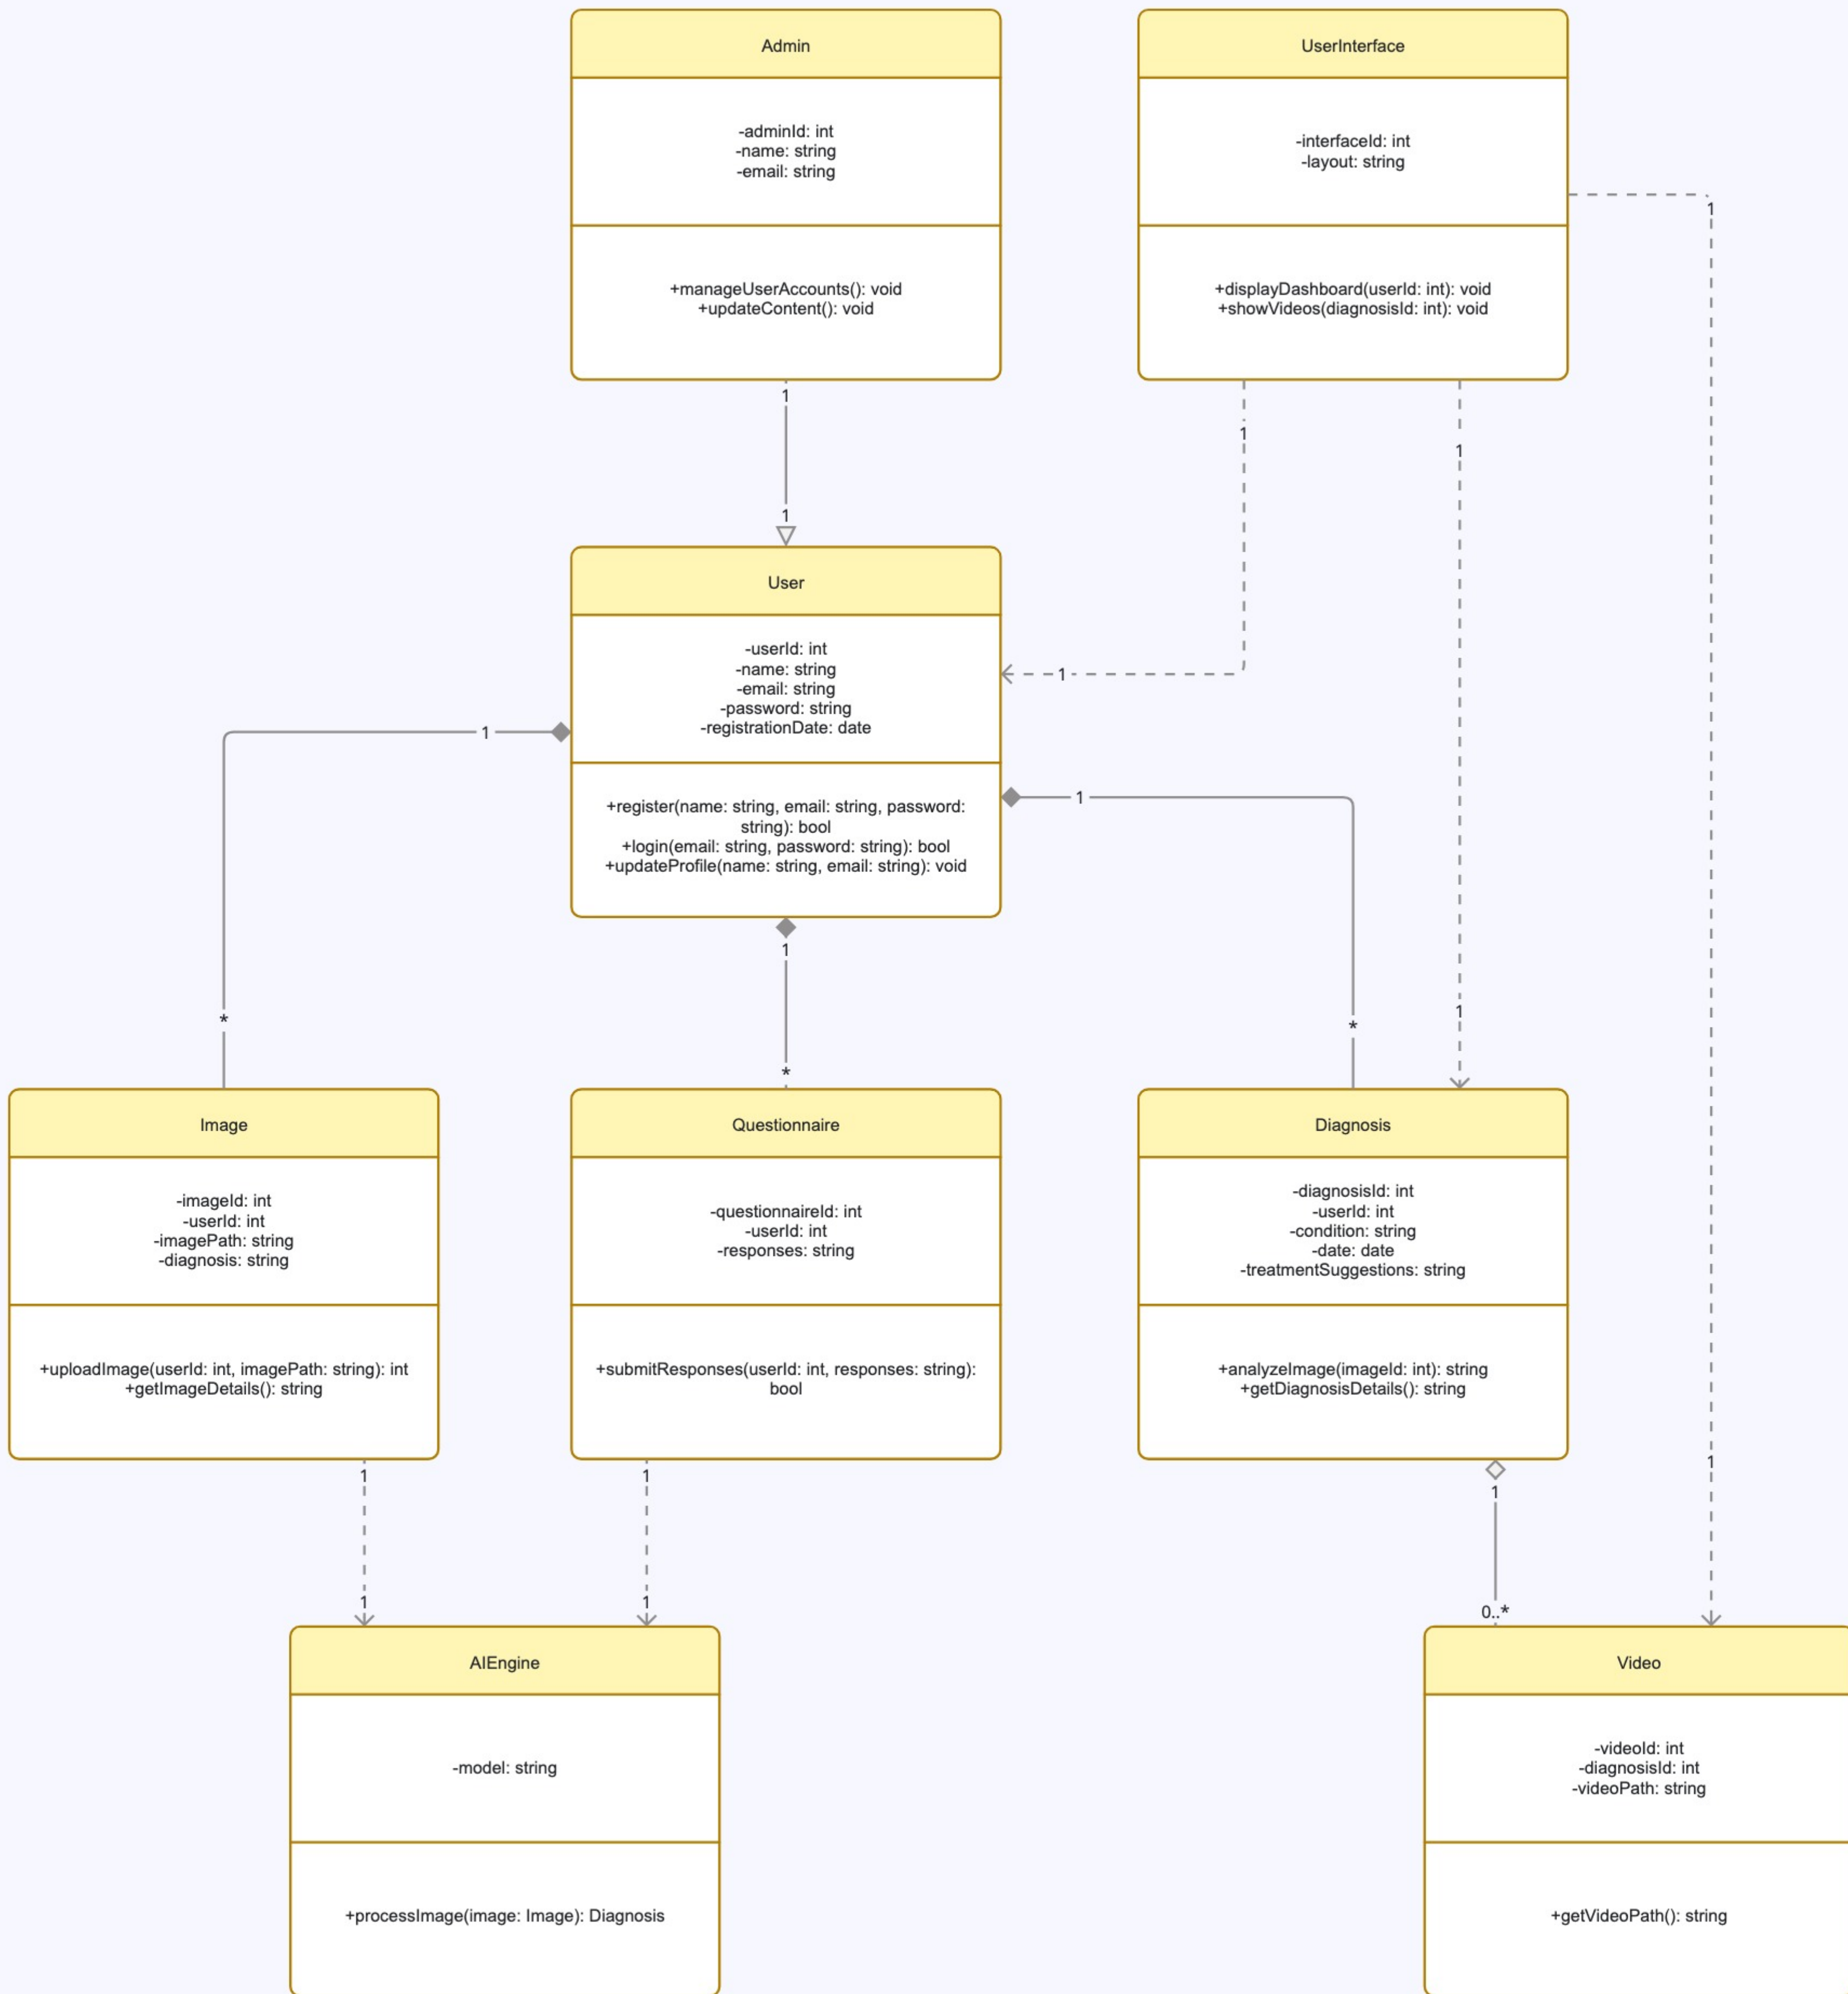 Admin
-adminId: int
-name: string
-email: string
+manageUserAccounts(): void
+updateContent(): void
UserInterface
-interfaceId: int
-layout: string
+displayDashboard(userId: int): void
+showVideos(diagnosisId: int): void
1
1
1
1
1
1
User
-userId: int
-name: string
-email: string
-password: string
-registrationDate: date
+register(name: string, email: string, password:
string): bool
+login(email: string, password: string): bool
+updateProfile(name: string, email: string): void
1
1
1
1
*
*
*
Image
-imageId: int
-userId: int
-imagePath: string
-diagnosis: string
+uploadImage(userId: int, imagePath: string): int
+getImageDetails(): string
Questionnaire
-questionnaireId: int
-userId: int
-responses: string
+submitResponses(userId: int, responses: string):
bool
Diagnosis
-diagnosisId: int
-userId: int
-condition: string
-date: date
-treatmentSuggestions: string
+analyzeImage(imageId: int): string
+getDiagnosisDetails(): string
1
1
1
1
1
1
0..*
AIEngine
-model: string
+processImage(image: Image): Diagnosis
Video
-videoId: int
-diagnosisId: int
-videoPath: string
+getVideoPath(): string